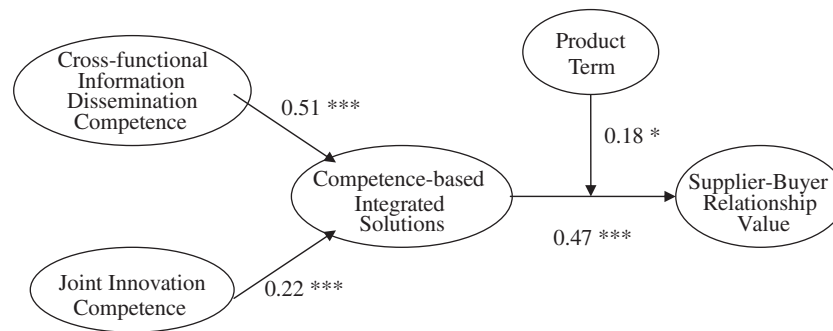 Cross-functional
Information
Dissemination
Competence
0.51 ***
Product
Term
0.18 *
Competence-based
Integrated
Solutions
0.47 ***
Supplier-Buyer
Relationship
Value
Joint Innovation
Competence
0.22 ***